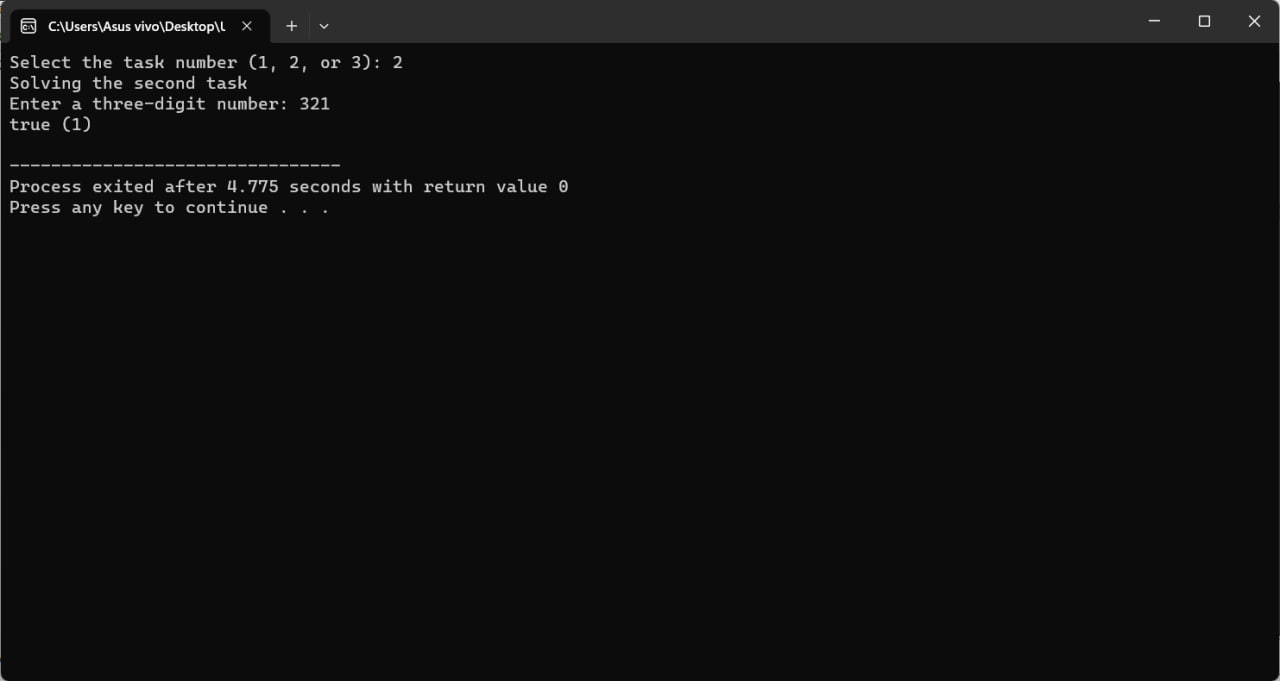 C:\Users\Asus vivo\Desktop\L
Select the task number (1, 2, or 3): 2
Solving the second task
Enter a three-digit number: 321
true (1)
--------------------------------
Process exited after 4.775 seconds with return value 0
Press any key to continue . . .